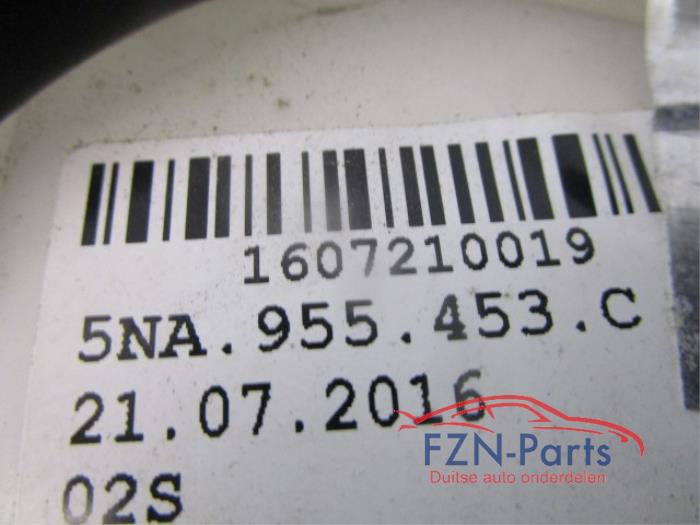 1607210019
5NA.955.453.C
21.07.2016
02S
FZN-Parts
Duitse auto onderdelen